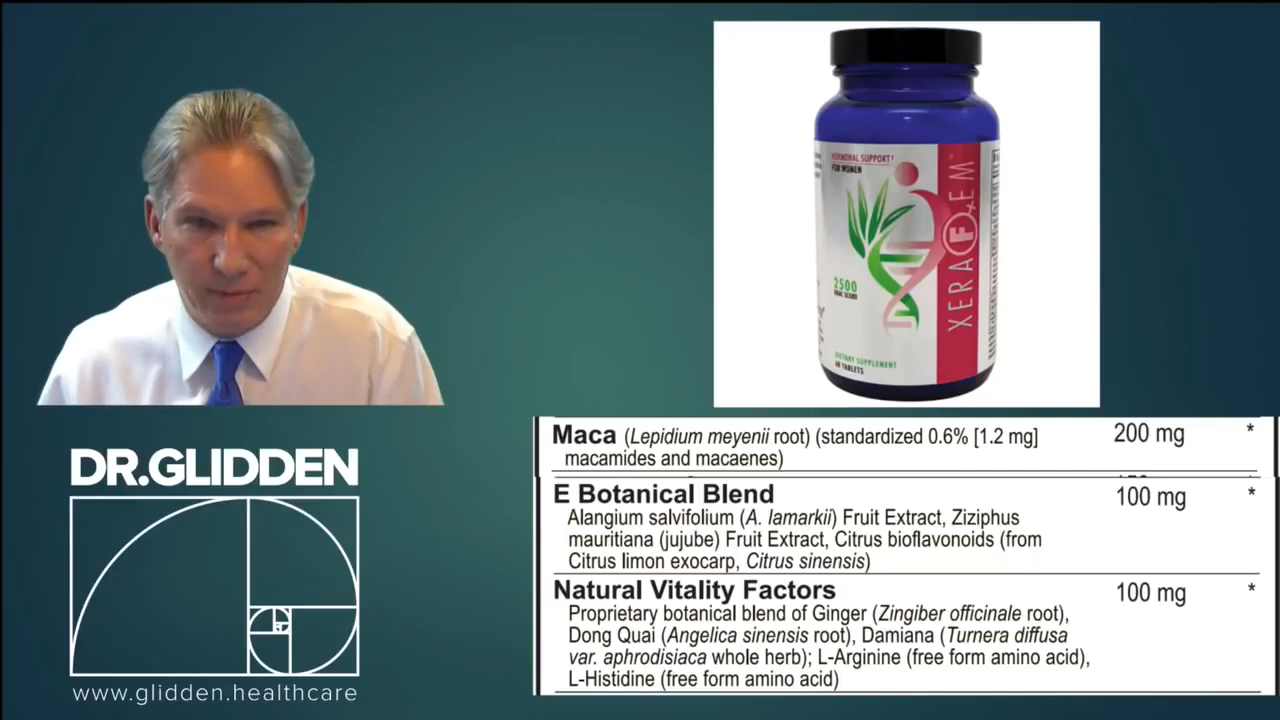 HORMONAL SUPPORT†
FOR WOMEN
XERAFEM
2500
ORAC SCORE
DIETARY SUPPLEMENT
60 TABLETS
Maca (Lepidium meyenii root) (standardized 0.6% [1.2 mg] 200 mg *
macamides and macaenes)
E Botanical Blend 100 mg *
Alangium salvifolium (A. lamarkii) Fruit Extract, Ziziphus
mauritiana (jujube) Fruit Extract, Citrus bioflavonoids (from
Citrus limon exocarp, Citrus sinensis)
Natural Vitality Factors 100 mg *
Proprietary botanical blend of Ginger (Zingiber officinale root),
Dong Quai (Angelica sinensis root), Damiana (Turnera diffusa
var. aphrodisiaca whole herb); L-Arginine (free form amino acid),
L-Histidine (free form amino acid)
DR.GLIDDEN
www.glidden.healthcare